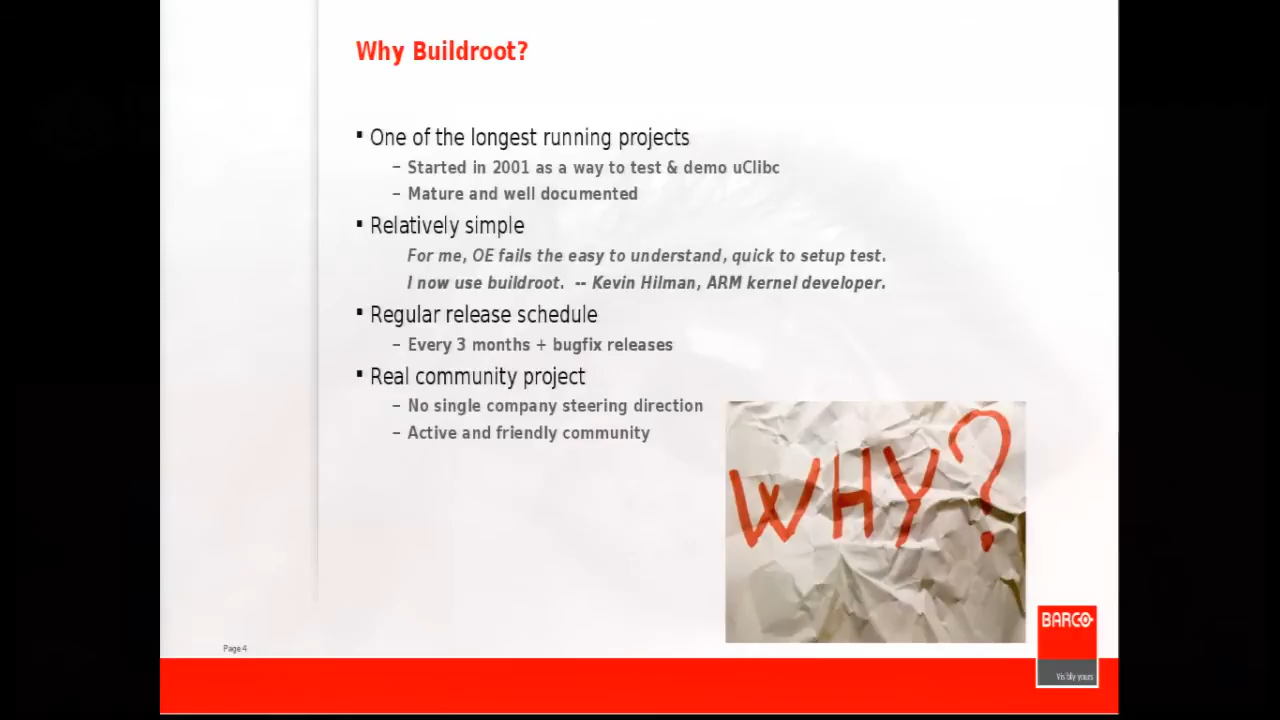 Why Buildroot?
▪ One of the longest running projects
– Started in 2001 as a way to test & demo uClibc
– Mature and well documented
▪ Relatively simple
For me, OE fails the easy to understand, quick to setup test.
I now use buildroot. -- Kevin Hilman, ARM kernel developer.
▪ Regular release schedule
– Every 3 months + bugfix releases
▪ Real community project
– No single company steering direction
– Active and friendly community
WHY?
BARCO
Visibly yours
Page 4